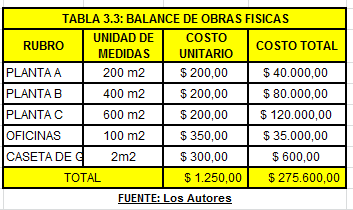 TABLA 3.3: BALANCE DE OBRAS FISICAS
RUBRO UNIDAD DE MEDIDAS COSTO UNITARIO COSTO TOTAL
PLANTA A 200 m2 $ 200,00 $ 40.000,00
PLANTA B 400 m2 $ 200,00 $ 80.000,00
PLANTA C 600 m2 $ 200,00 $ 120.000,00
OFICINAS 100 m2 $ 350,00 $ 35.000,00
CASETA DE G 2m2 $ 300,00 $ 600,00
TOTAL $ 1.250,00 $ 275.600,00
FUENTE: Los Autores